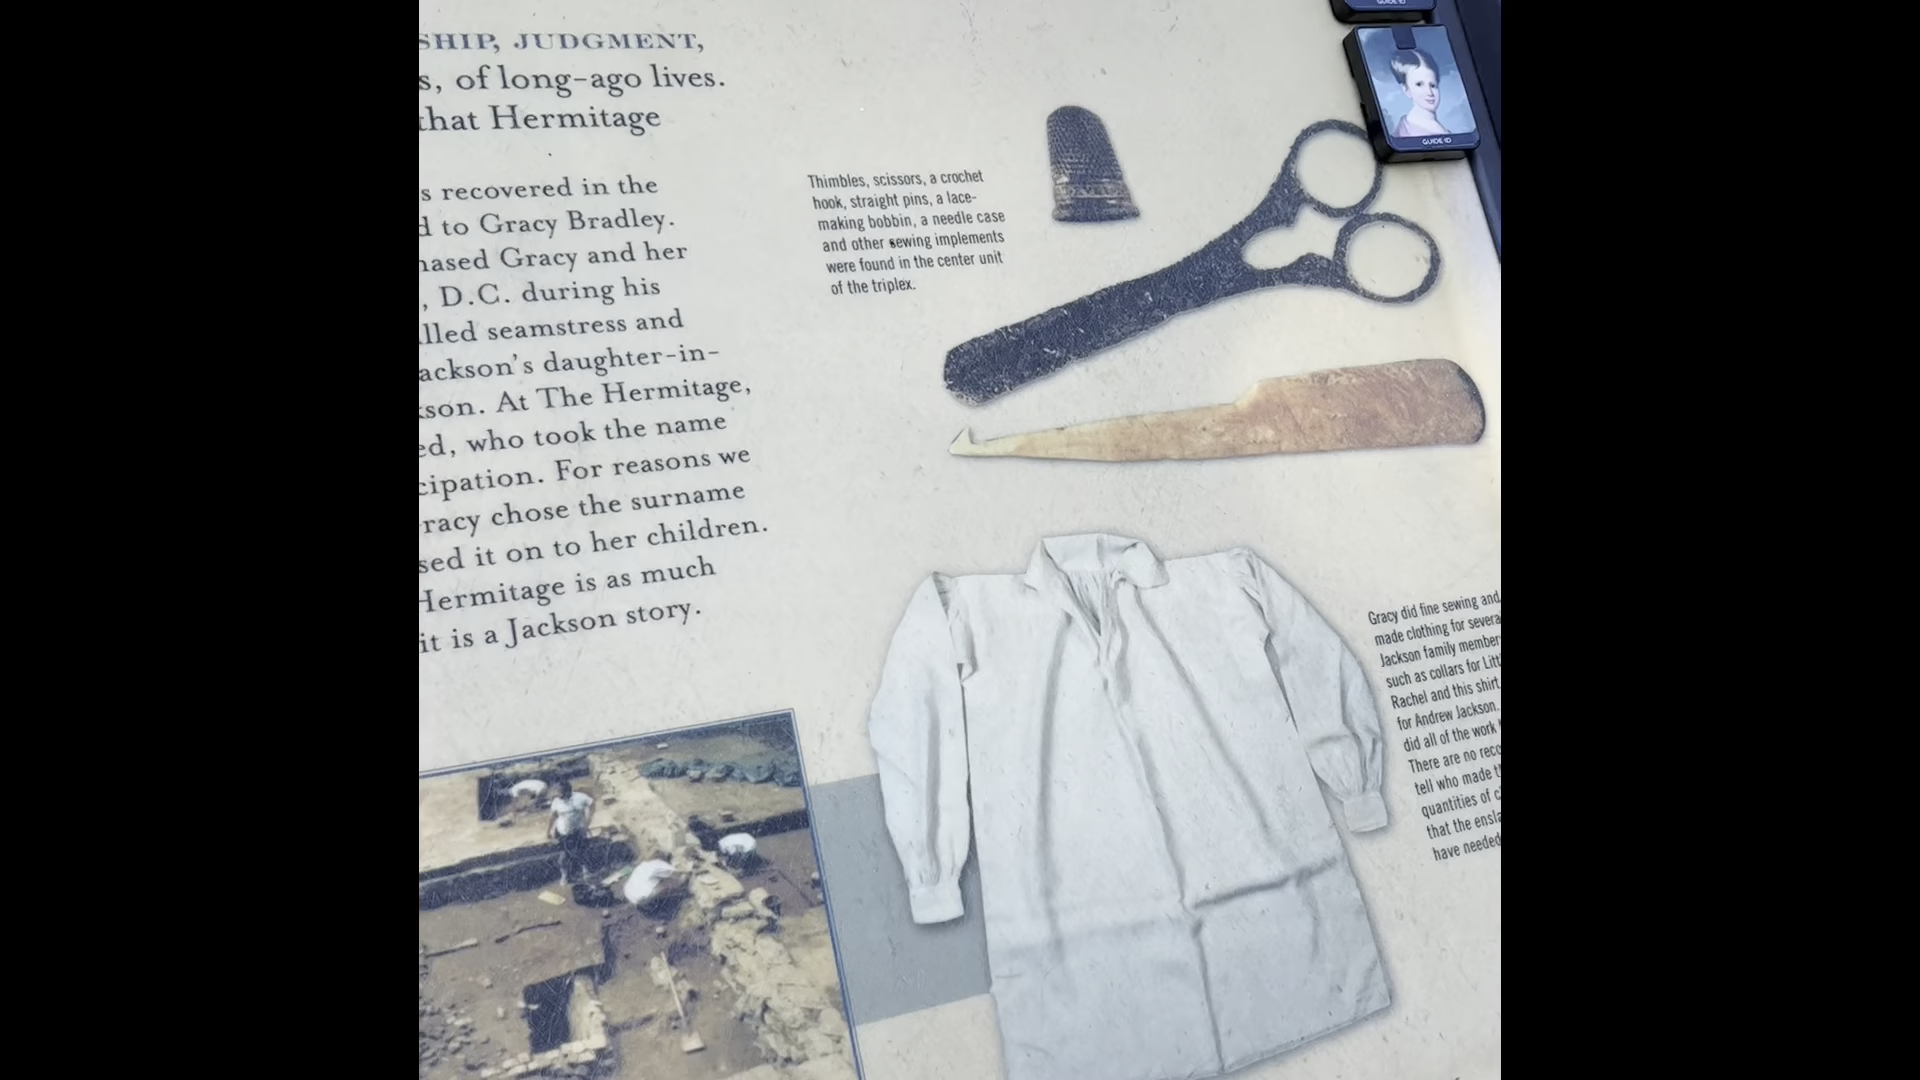 SHIP, JUDGMENT,
s, of long-ago lives.
that Hermitage
s recovered in the
d to Gracy Bradley.
hased Gracy and her
, D.C. during his
lled seamstress and
ackson's daughter-in-
kson. At The Hermitage,
ed, who took the name
cipation. For reasons we
racy chose the surname
sed it on to her children.
Hermitage is as much
it is a Jackson story.
Thimbles, scissors, a crochet
hook, straight pins, a lace-
making bobbin, a needle case
and other sewing implements
were found in the center unit
of the triplex.
GUIDE ID
GUIDE ID
Gracy did fine sewing and
made clothing for severa
Jackson family member
such as collars for Litt
Rachel and this shirt
for Andrew Jackson.
did all of the work
There are no reco
tell who made t
quantities of c
that the ensla
have needed